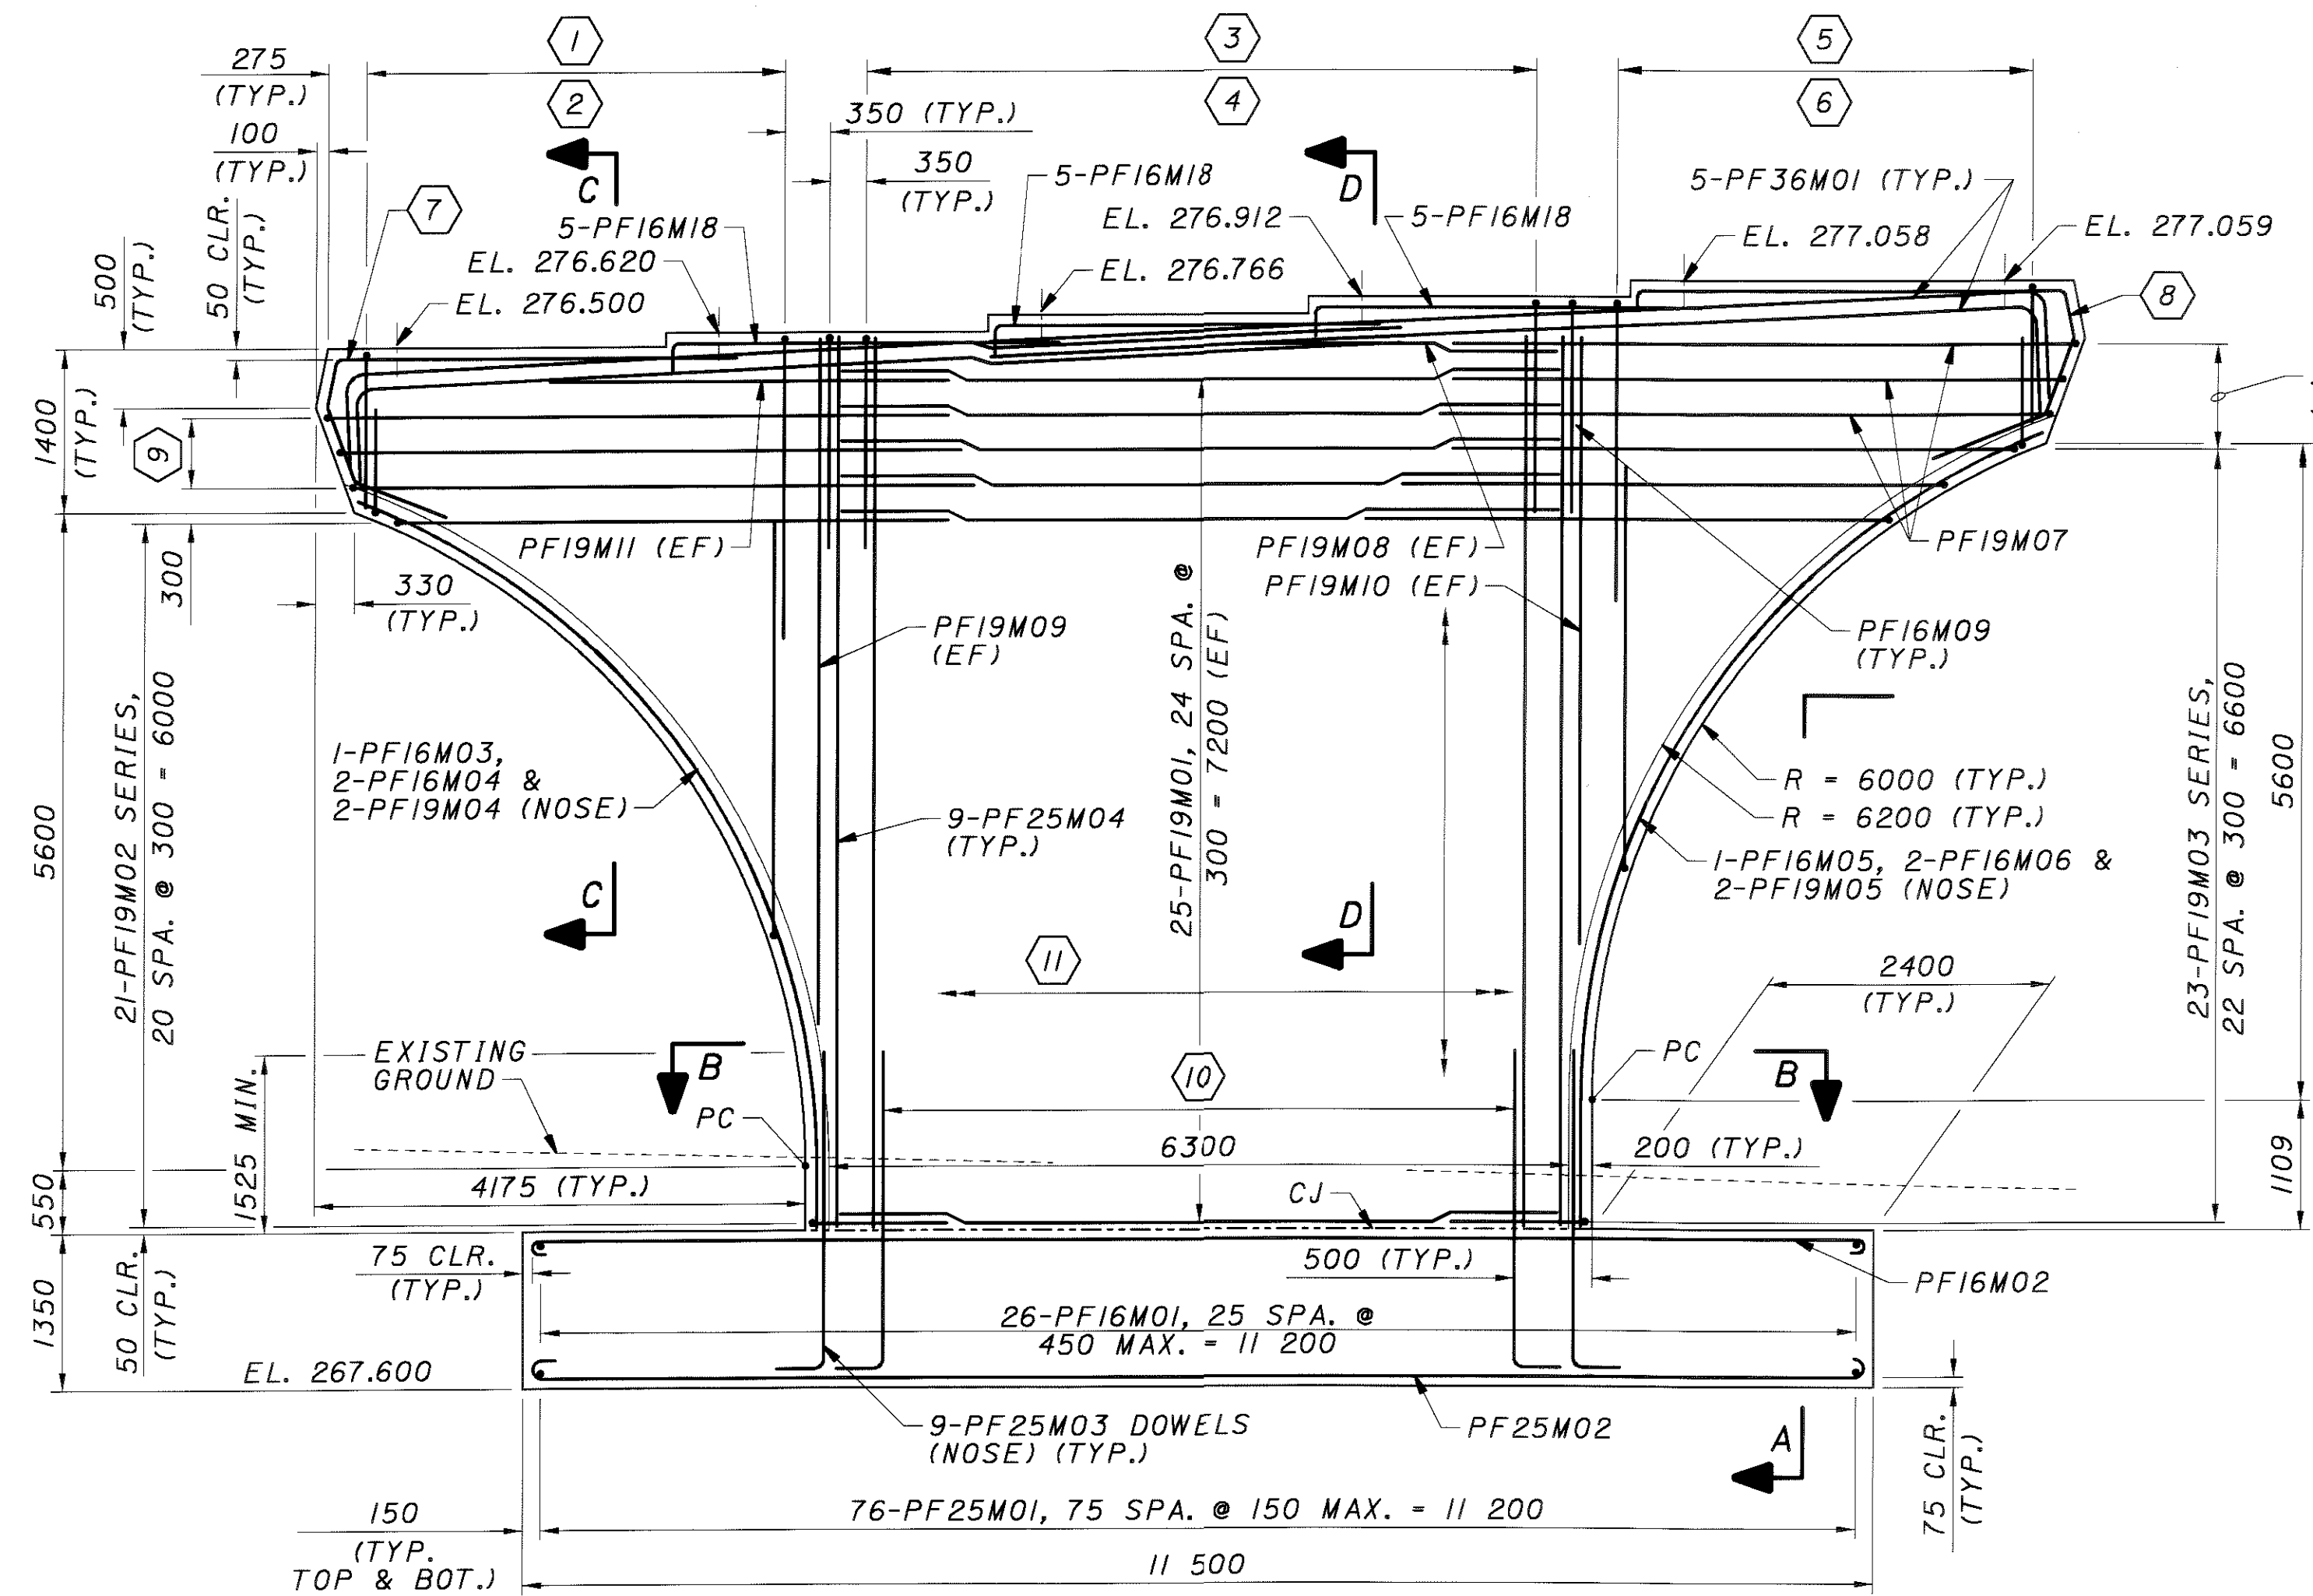 1
2
3
4
5
6
275
(TYP.)
100
(TYP.)
350 (TYP.)
350
(TYP.)
C
D
5-PF16M18
5-PF16M18
5-PF16M18
5-PF36M01 (TYP.)
EL. 276.500
EL. 276.620
EL. 276.766
EL. 276.912
EL. 277.058
EL. 277.059
7
8
500
(TYP.)
50 CLR.
(TYP.)
1400
(TYP.)
9
300
330
(TYP.)
PF19M11 (EF)
PF19M08 (EF)
PF19M10 (EF)
PF19M07
PF19M09
(EF)
PF16M09
(TYP.)
21-PF19M02 SERIES,
20 SPA. @ 300 = 6000
25-PF19M01, 24 SPA. @
300 = 7200 (EF)
23-PF19M03 SERIES,
22 SPA. @ 300 = 6600
5600
5600
1-PF16M03,
2-PF16M04 &
2-PF19M04 (NOSE)
9-PF25M04
(TYP.)
R = 6000 (TYP.)
R = 6200 (TYP.)
1-PF16M05, 2-PF16M06 &
2-PF19M05 (NOSE)
C
D
11
2400
(TYP.)
EXISTING
GROUND
B
PC
10
PC
B
1525 MIN.
550
4175 (TYP.)
6300
200 (TYP.)
1109
CJ
75 CLR.
(TYP.)
500 (TYP.)
PF16M02
1350
50 CLR.
(TYP.)
26-PF16M01, 25 SPA. @
450 MAX. = 11 200
EL. 267.600
9-PF25M03 DOWELS
(NOSE) (TYP.)
PF25M02
A
75 CLR.
(TYP.)
150
(TYP.
TOP & BOT.)
76-PF25M01, 75 SPA. @ 150 MAX. = 11 200
11 500